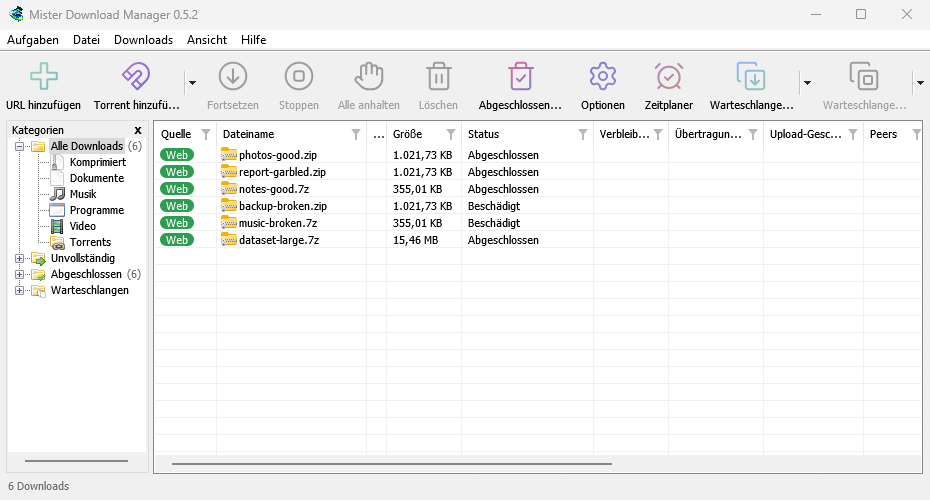 Mister Download Manager 0.5.2
Aufgaben Datei Downloads Ansicht Hilfe
URL hinzufügen Torrent hinzufü... Fortsetzen Stoppen Alle anhalten Löschen Abgeschlossen... Optionen Zeitplaner Warteschlange... Warteschlange...
Kategorien x
Alle Downloads (6)
Komprimiert
Dokumente
Musik
Programme
Video
Torrents
Unvollständig
Abgeschlossen (6)
Warteschlangen
Quelle Dateiname ... Größe Status Verbleib... Übertragun... Upload-Gesc... Peers
Web photos-good.zip 1.021,73 KB Abgeschlossen
Web report-garbled.zip 1.021,73 KB Abgeschlossen
Web notes-good.7z 355,01 KB Abgeschlossen
Web backup-broken.zip 1.021,73 KB Beschädigt
Web music-broken.7z 355,01 KB Beschädigt
Web dataset-large.7z 15,46 MB Abgeschlossen
6 Downloads